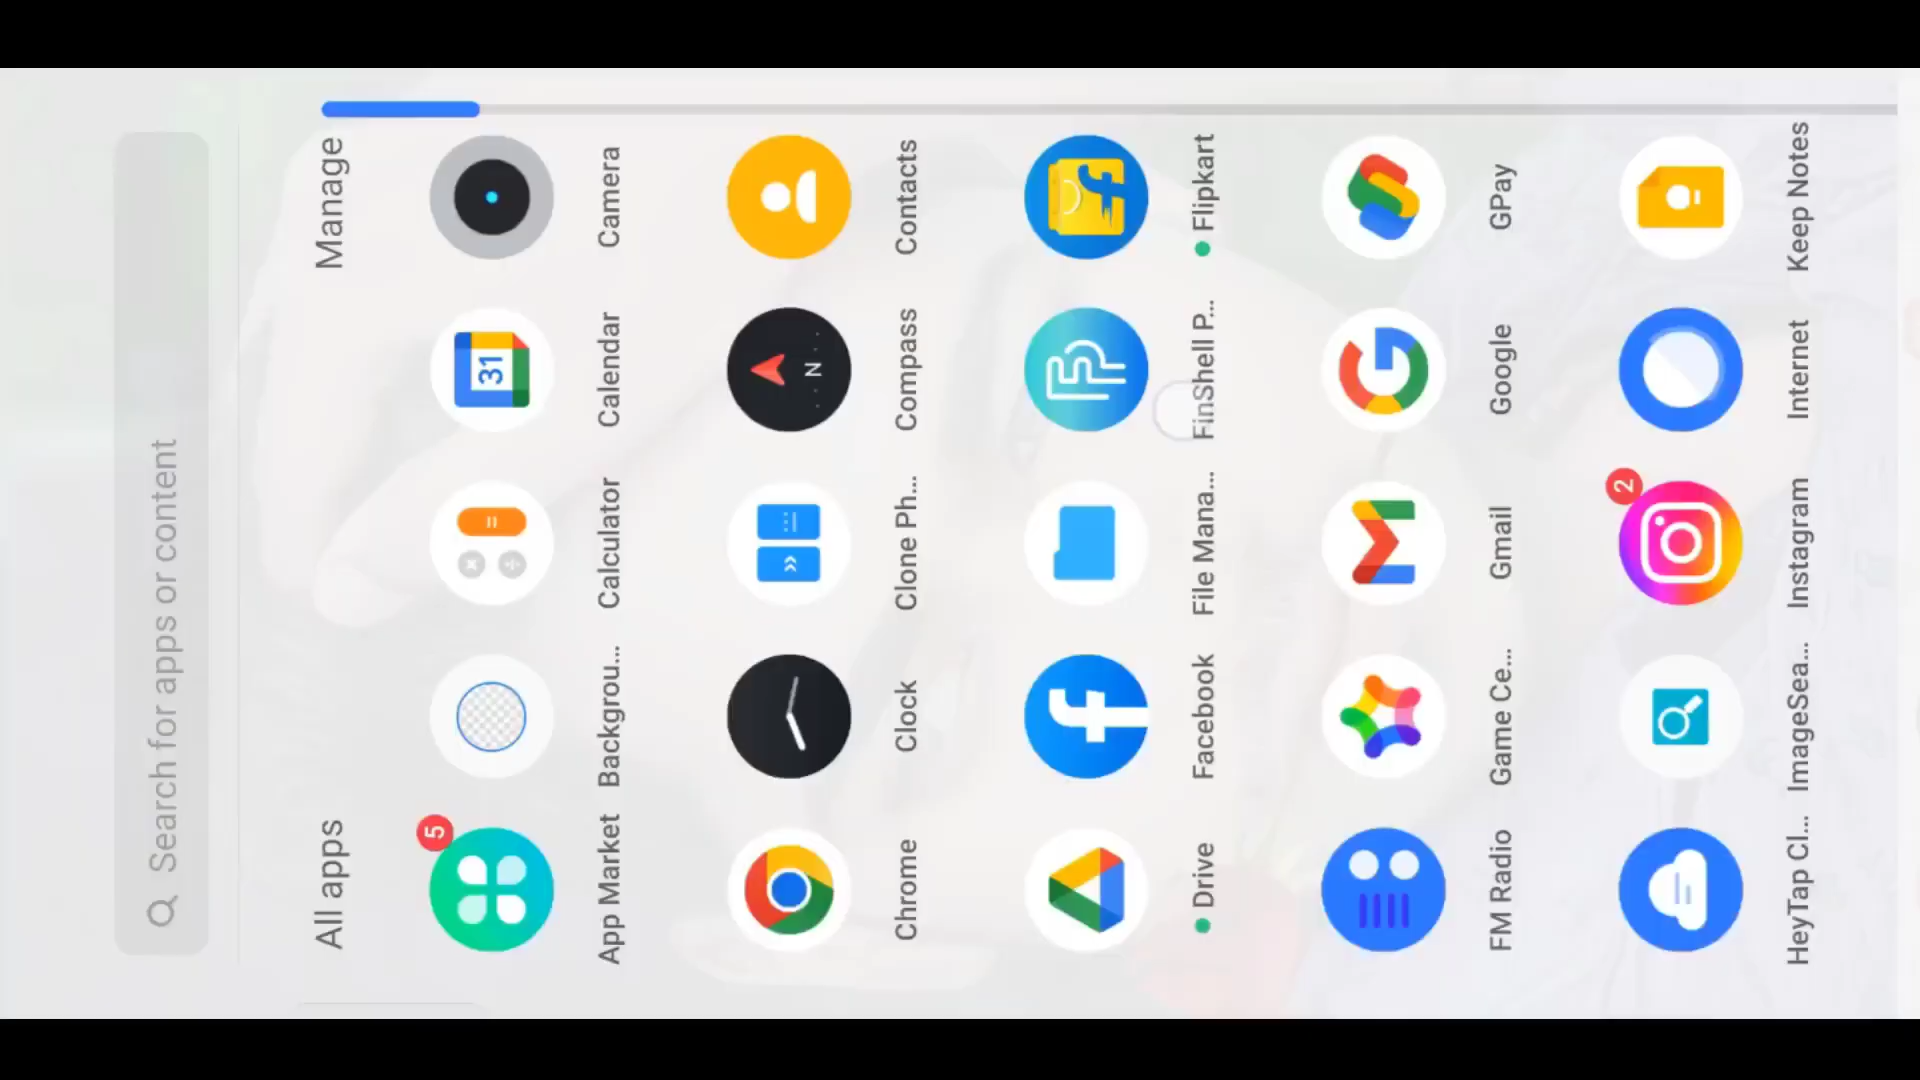 Search for apps or content
All apps
Manage
5
App Market
Backgrou...
Calculator
31
Calendar
Camera
Chrome
Clock
Clone Ph...
N
Compass
Contacts
Drive
Facebook
File Mana...
FinShell P...
Flipkart
FM Radio
Game Ce...
Gmail
Google
GPay
HeyTap Cl...
ImageSea...
2
Instagram
Internet
Keep Notes